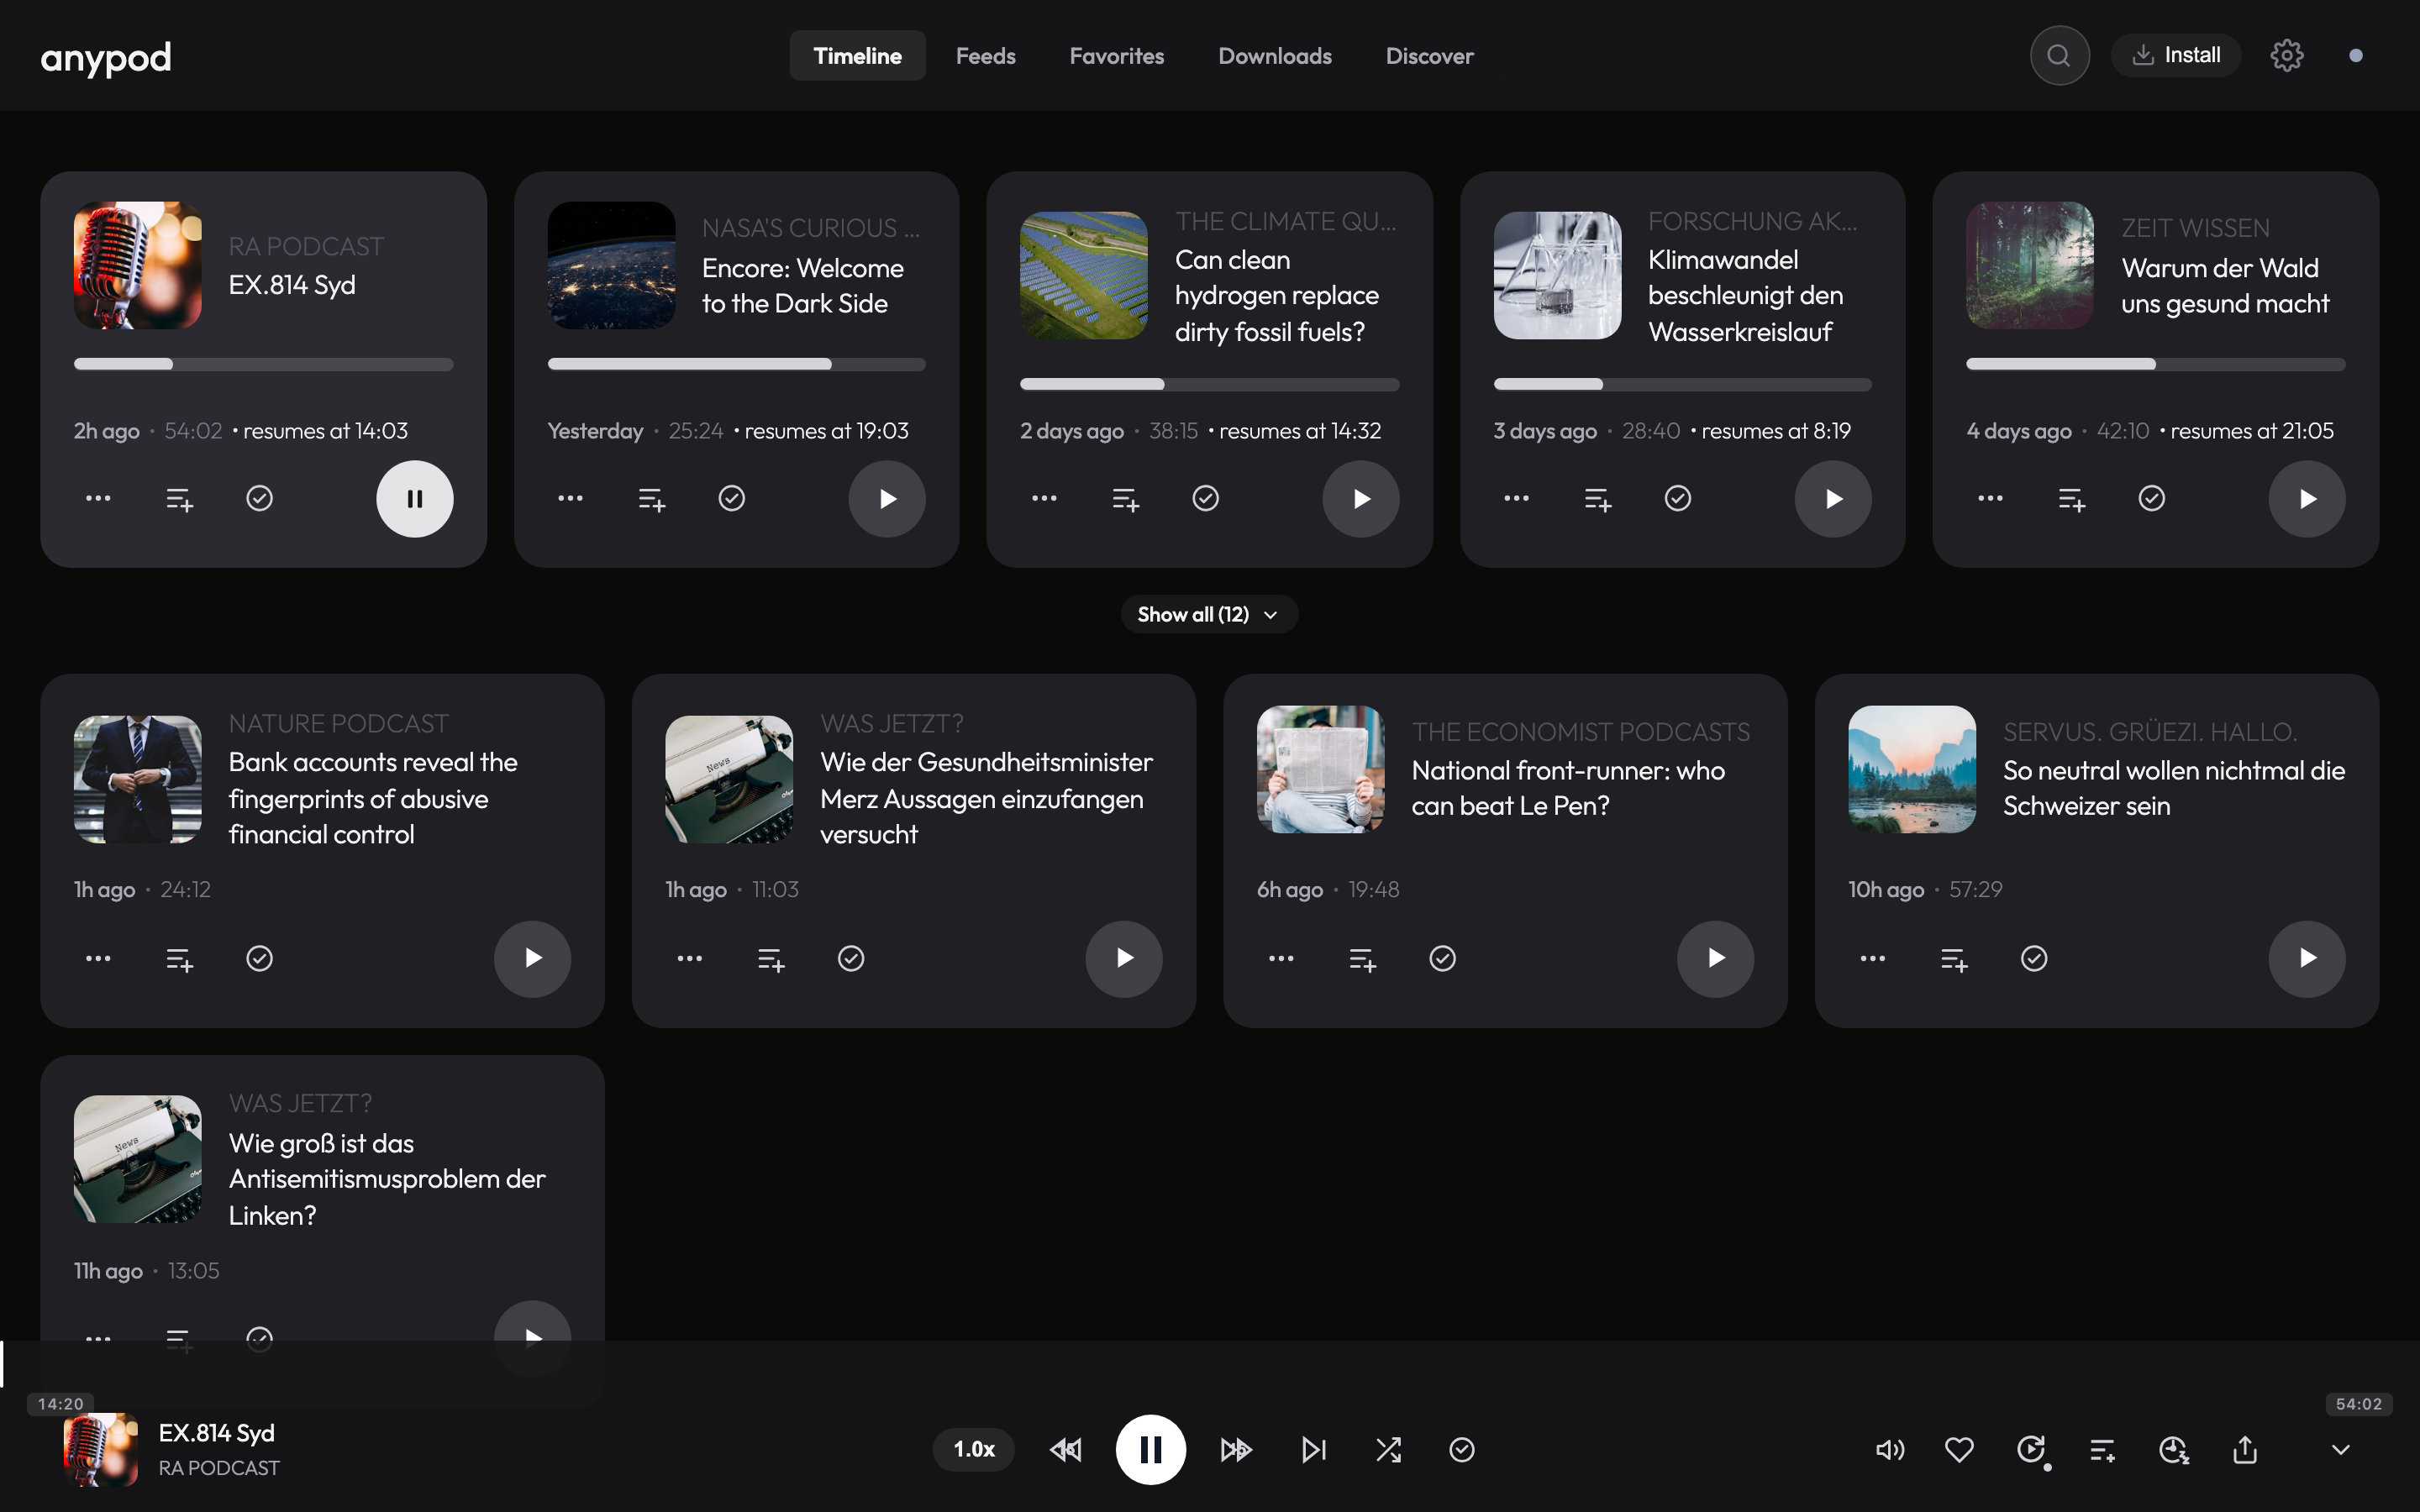 anypod
Timeline
Feeds
Favorites
Downloads
Discover
Install
RA PODCAST
EX.814 Syd
2h ago • 54:02 • resumes at 14:03
NASA'S CURIOUS ...
Encore: Welcome
to the Dark Side
Yesterday • 25:24 • resumes at 19:03
THE CLIMATE QU...
Can clean
hydrogen replace
dirty fossil fuels?
2 days ago • 38:15 • resumes at 14:32
FORSCHUNG AK...
Klimawandel
beschleunigt den
Wasserkreislauf
3 days ago • 28:40 • resumes at 8:19
ZEIT WISSEN
Warum der Wald
uns gesund macht
4 days ago • 42:10 • resumes at 21:05
Show all (12)
NATURE PODCAST
Bank accounts reveal the
fingerprints of abusive
financial control
1h ago • 24:12
News
WAS JETZT?
Wie der Gesundheitsminister
Merz Aussagen einzufangen
versucht
1h ago • 11:03
THE ECONOMIST PODCASTS
National front-runner: who
can beat Le Pen?
6h ago • 19:48
SERVUS. GRÜEZI. HALLO.
So neutral wollen nichtmal die
Schweizer sein
10h ago • 57:29
News
WAS JETZT?
Wie groß ist das
Antisemitismusproblem der
Linken?
11h ago • 13:05
14:20
54:02
EX.814 Syd
RA PODCAST
1.0x